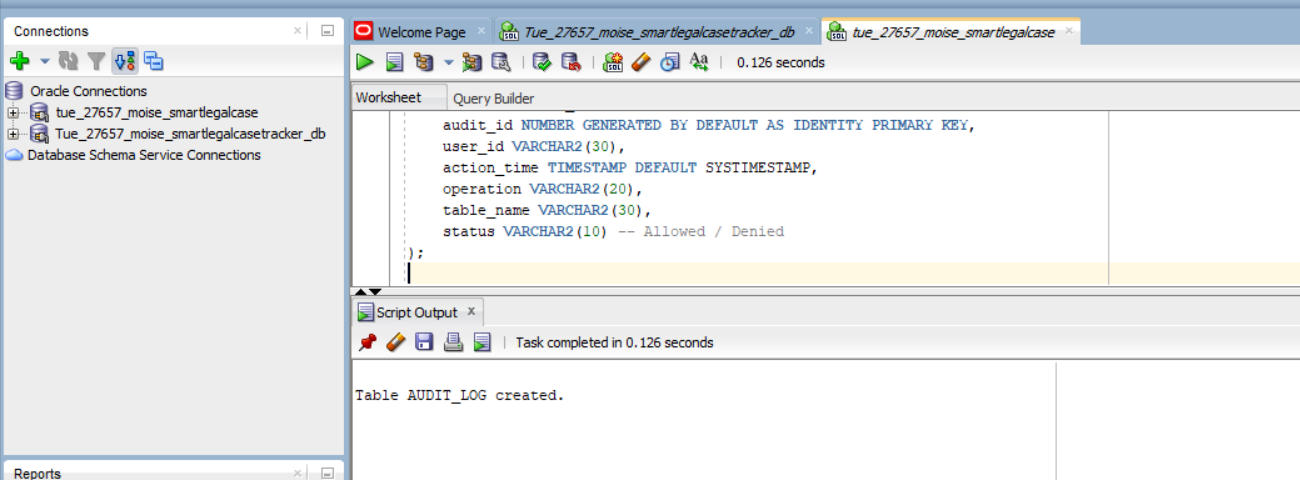 Connections
Oracle Connections
tue_27657_moise_smartlegalcase
Tue_27657_moise_smartlegalcasetracker_db
Database Schema Service Connections
Reports
Welcome Page
Tue_27657_moise_smartlegalcasetracker_db
tue_27657_moise_smartlegalcase
0.126 seconds
Worksheet Query Builder
audit_id NUMBER GENERATED BY DEFAULT AS IDENTITY PRIMARY KEY,
user_id VARCHAR2(30),
action_time TIMESTAMP DEFAULT SYSTIMESTAMP,
operation VARCHAR2(20),
table_name VARCHAR2(30),
status VARCHAR2(10) -- Allowed / Denied
);
Script Output
Task completed in 0.126 seconds
Table AUDIT_LOG created.